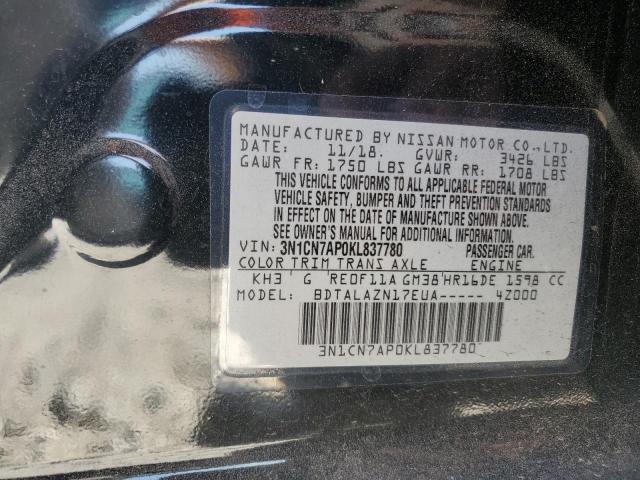 MANUFACTURED BY NISSAN MOTOR CO.,LTD.
DATE: 11/18. GVWR: 3426 LBS
GAWR FR: 1750 LBS GAWR RR: 1708 LBS
THIS VEHICLE CONFORMS TO ALL APPLICABLE FEDERAL MOTOR
VEHICLE SAFETY, BUMPER AND THEFT PREVENTION STANDARDS
IN EFFECT ON THE DATE OF MANUFACTURE SHOWN ABOVE.
SEE OWNER'S MANUAL FOR ADDITIONAL INFORMATION.
VIN: 3N1CN7AP0KL837780 PASSENGER CAR.
COLOR TRIM TRANS AXLE ENGINE
KH3 G RE0F11A GM38 HR16DE 1598 CC
MODEL: BDTALAZN17EUA----- 4Z000
3N1CN7AP0KL837780